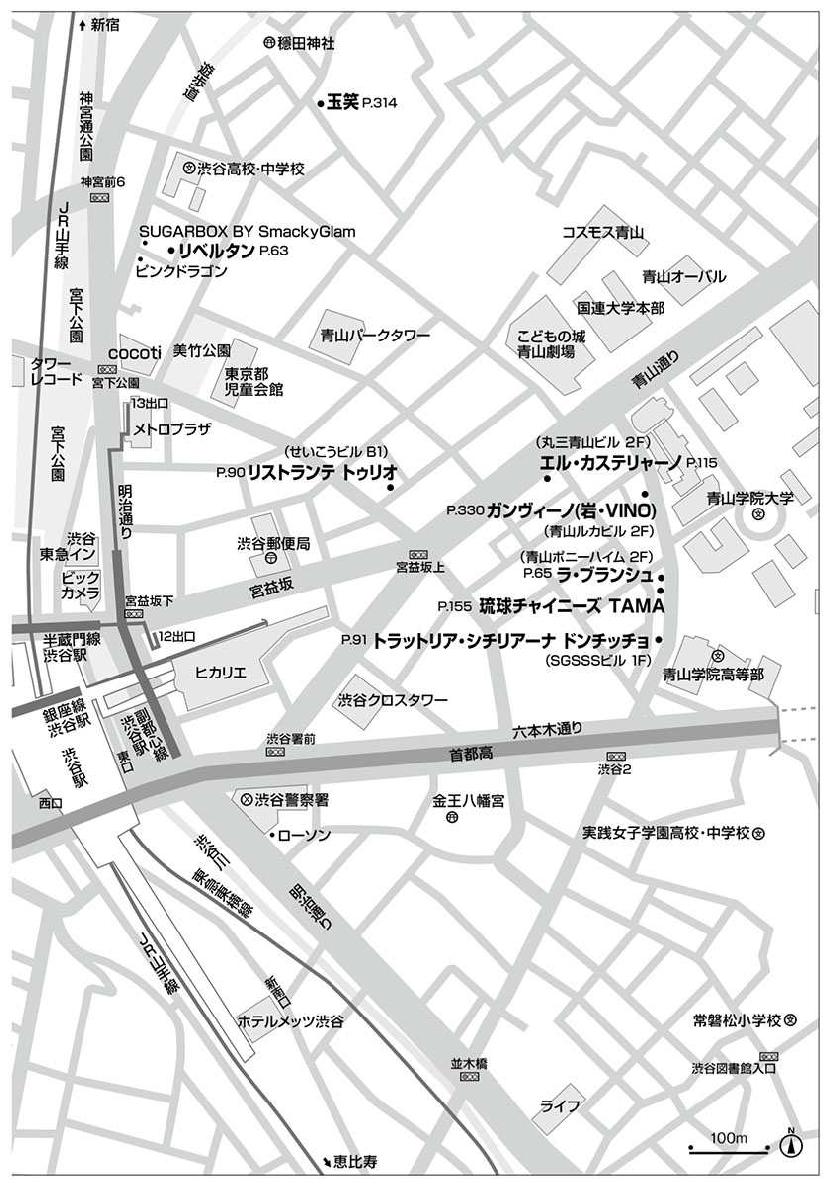 新宿
穏田神社
遊歩道
玉笑 P.314
神宮通公園
渋谷高校・中学校
神宮前6
JR山手線
SUGARBOX BY SmackyGlam
リベルタン P.63
ピンクドラゴン
コスモス青山
青山オーバル
国連大学本部
宮下公園
青山パークタワー
こどもの城
青山劇場
cocoti
美竹公園
タワー
レコード
宮下公園
東京都
児童会館
青山通り
13出口
メトロプラザ
宮下公園
(せいこうビル B1)
P.90 リストランテ トゥリオ
(丸三青山ビル 2F)
エル・カステリャーノ P.115
明治通り
P.330 ガンヴィーノ(岩・VINO)
(青山ルカビル 2F)
青山学院大学
渋谷
東急イン
渋谷郵便局
宮益坂上
(青山ポニーハイム 2F)
P.65 ラ・ブランシュ
ビック
カメラ
宮益坂
宮益坂下
P.155 琉球チャイニーズ TAMA
半蔵門線
渋谷駅
12出口
P.91 トラットリア・シチリアーナ ドンチッチョ
(SGSSSビル 1F)
ヒカリエ
青山学院高等部
渋谷クロスタワー
銀座線
渋谷駅
副都心線
渋谷駅
東口
渋谷駅
六本木通り
渋谷署前
首都高
渋谷2
西口
渋谷警察署
金王八幡宮
ローソン
実践女子学園高校・中学校
渋谷川
東急東横線
明治通り
JR山手線
新南口
ホテルメッツ渋谷
常磐松小学校
並木橋
渋谷図書館入口
ライフ
100m
N
恵比寿